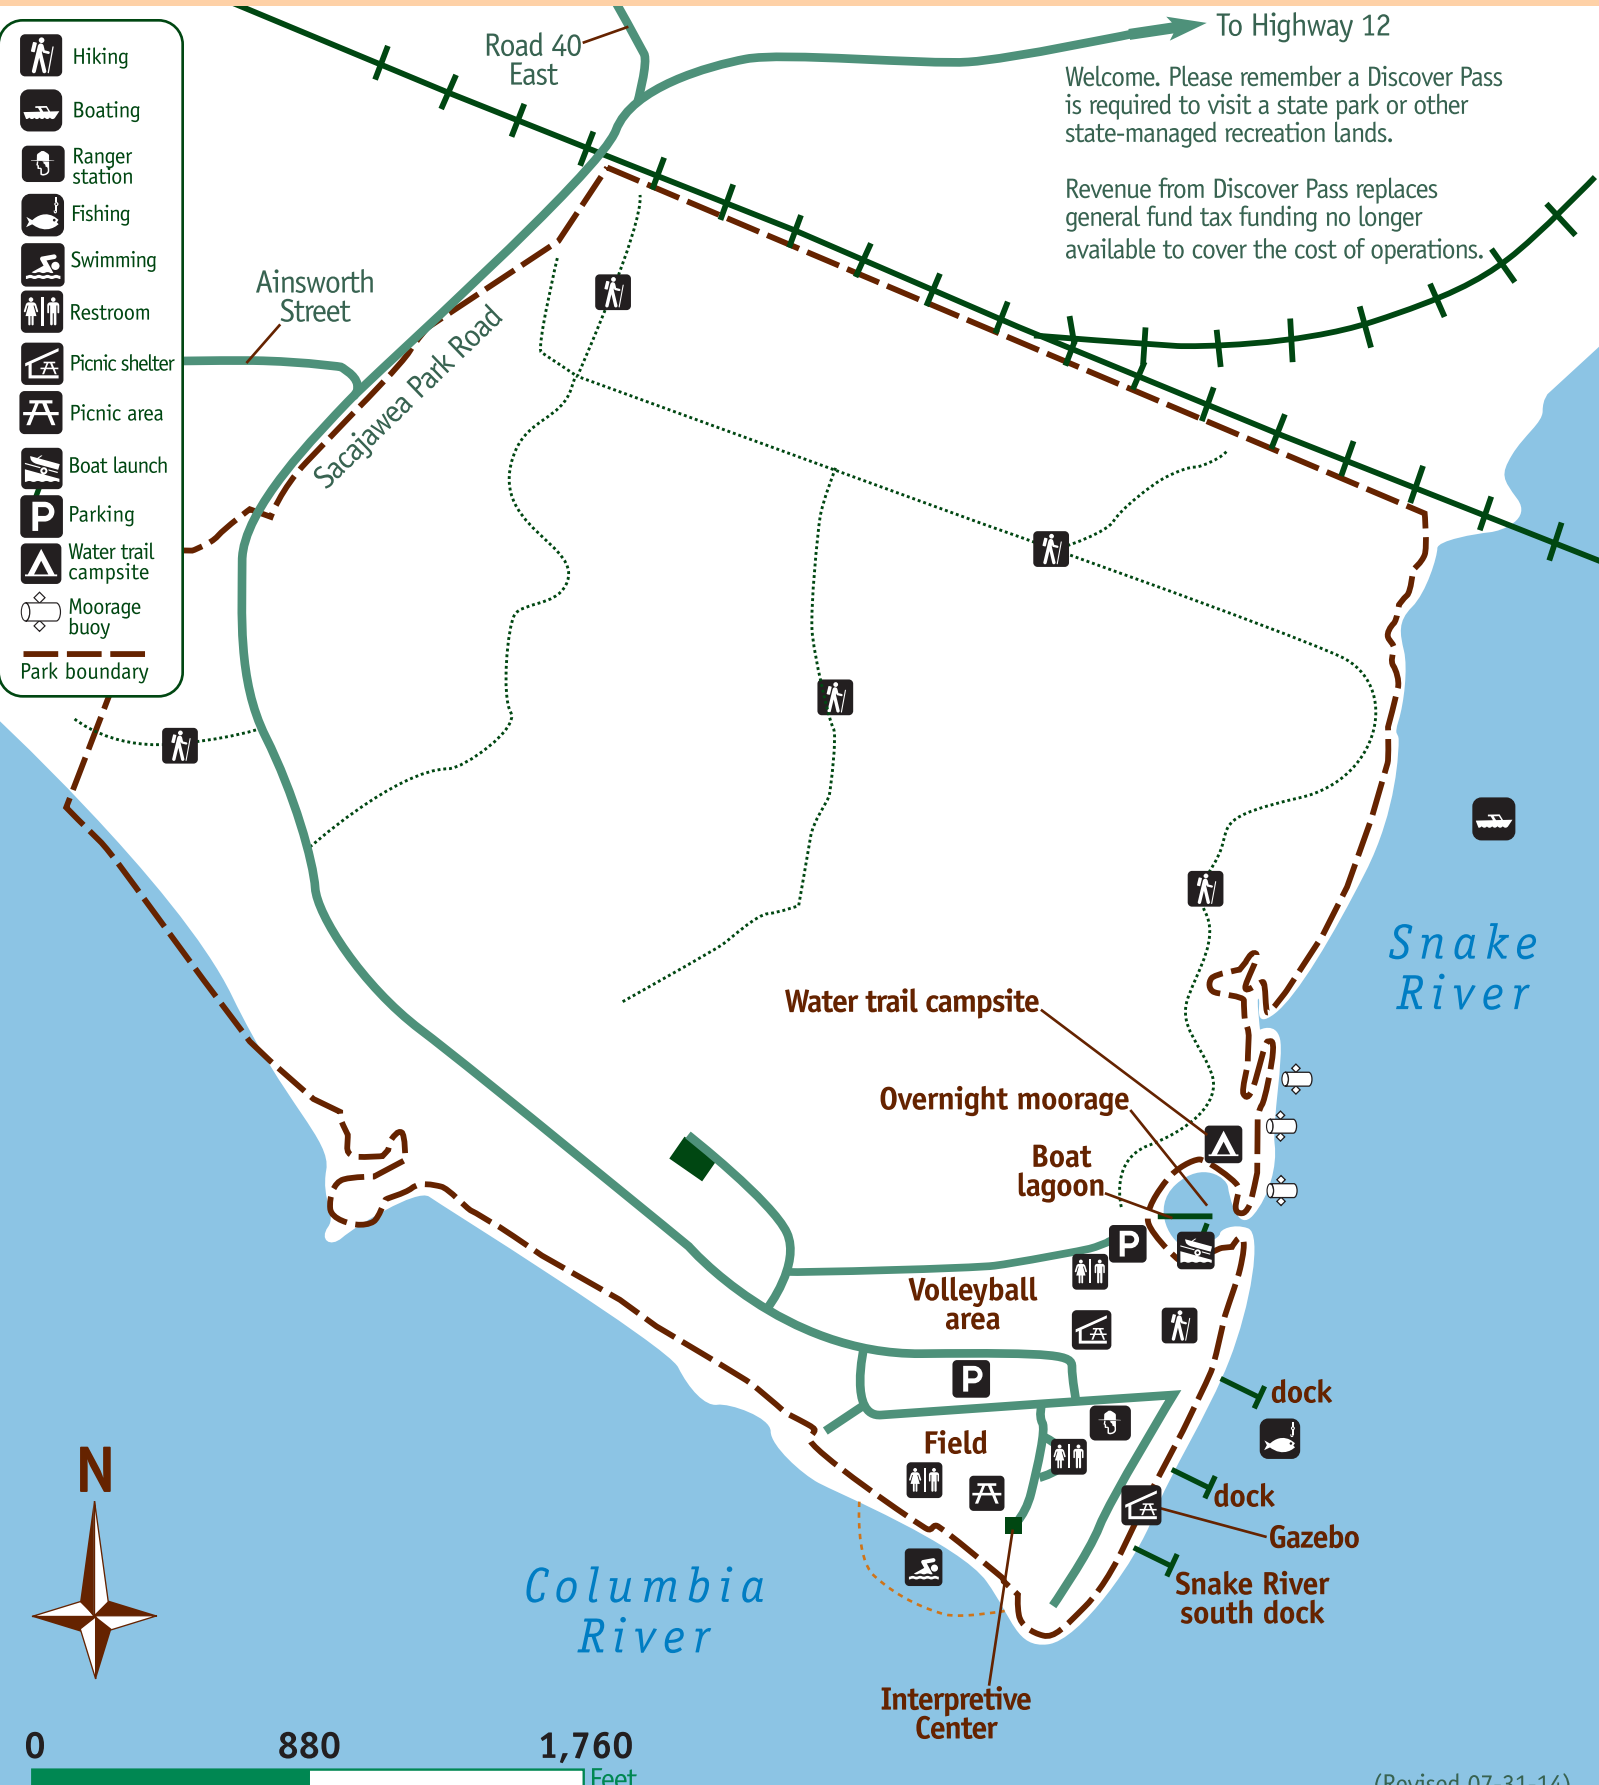 Hiking
Boating
Ranger
station
Fishing
Swimming
Restroom
Picnic shelter
Picnic area
Boat launch
P
Parking
Water trail
campsite
Moorage
buoy
Park boundary
Road 40
East
To Highway 12
Welcome. Please remember a Discover Pass
is required to visit a state park or other
state-managed recreation lands.
Revenue from Discover Pass replaces
general fund tax funding no longer
available to cover the cost of operations.
Ainsworth
Street
Sacajawea Park Road
Snake
River
Water trail campsite
Overnight moorage
Boat
lagoon
P
Volleyball
area
P
dock
Field
dock
Gazebo
Snake River
south dock
Columbia
River
Interpretive
Center
N
0 880 1,760
Feet
(Revised 07-31-14)